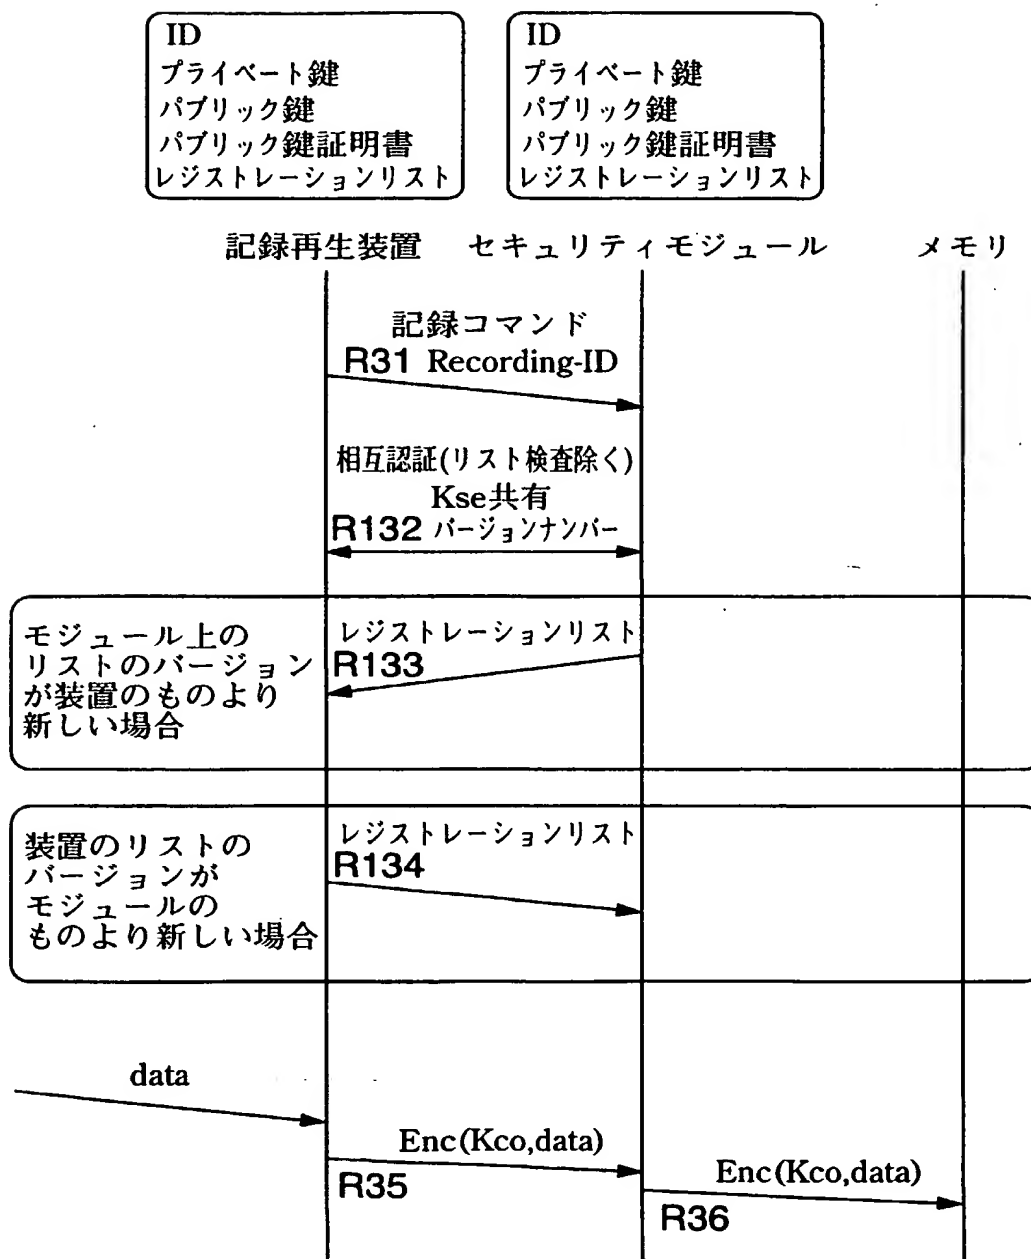 ID
プライベート鍵
パブリック鍵
パブリック鍵証明書
レジストレーションリスト
ID
プライベート鍵
パブリック鍵
パブリック鍵証明書
レジストレーションリスト
記録再生装置 セキュリティモジュール メモリ
記録コマンド
R31 Recording-ID
相互認証(リスト検査除く)
Kse共有
R132 バージョンナンバー
モジュール上の
リストのバージョン
が装置のものより
新しい場合
レジストレーションリスト
R133
装置のリストの
バージョンが
モジュールの
ものより新しい場合
レジストレーションリスト
R134
data
Enc(Kco,data)
R35
Enc(Kco,data)
R36